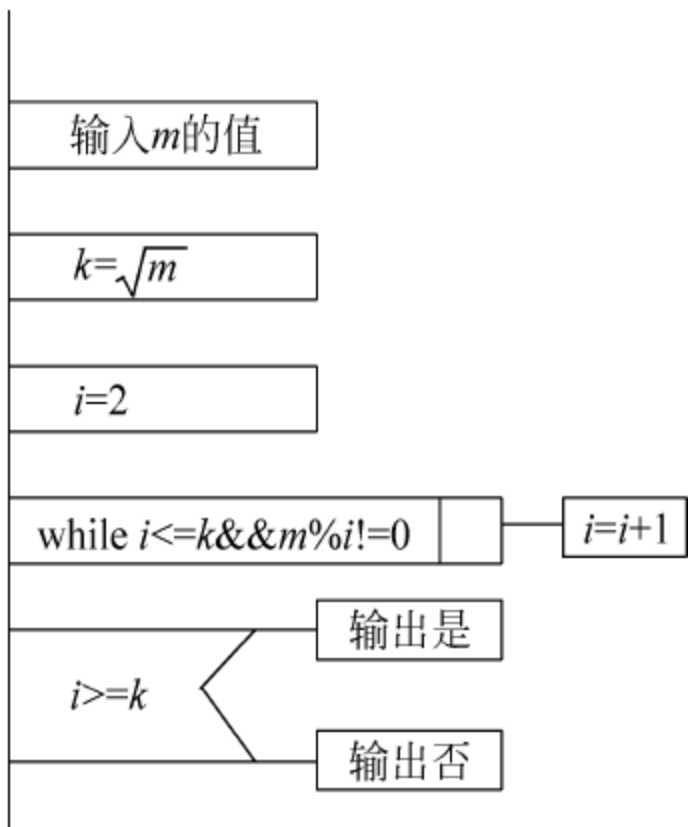 输入m的值
k=√m
i=2
while i<=k&&m%i!=0
i=i+1
输出是
i>=k
输出否